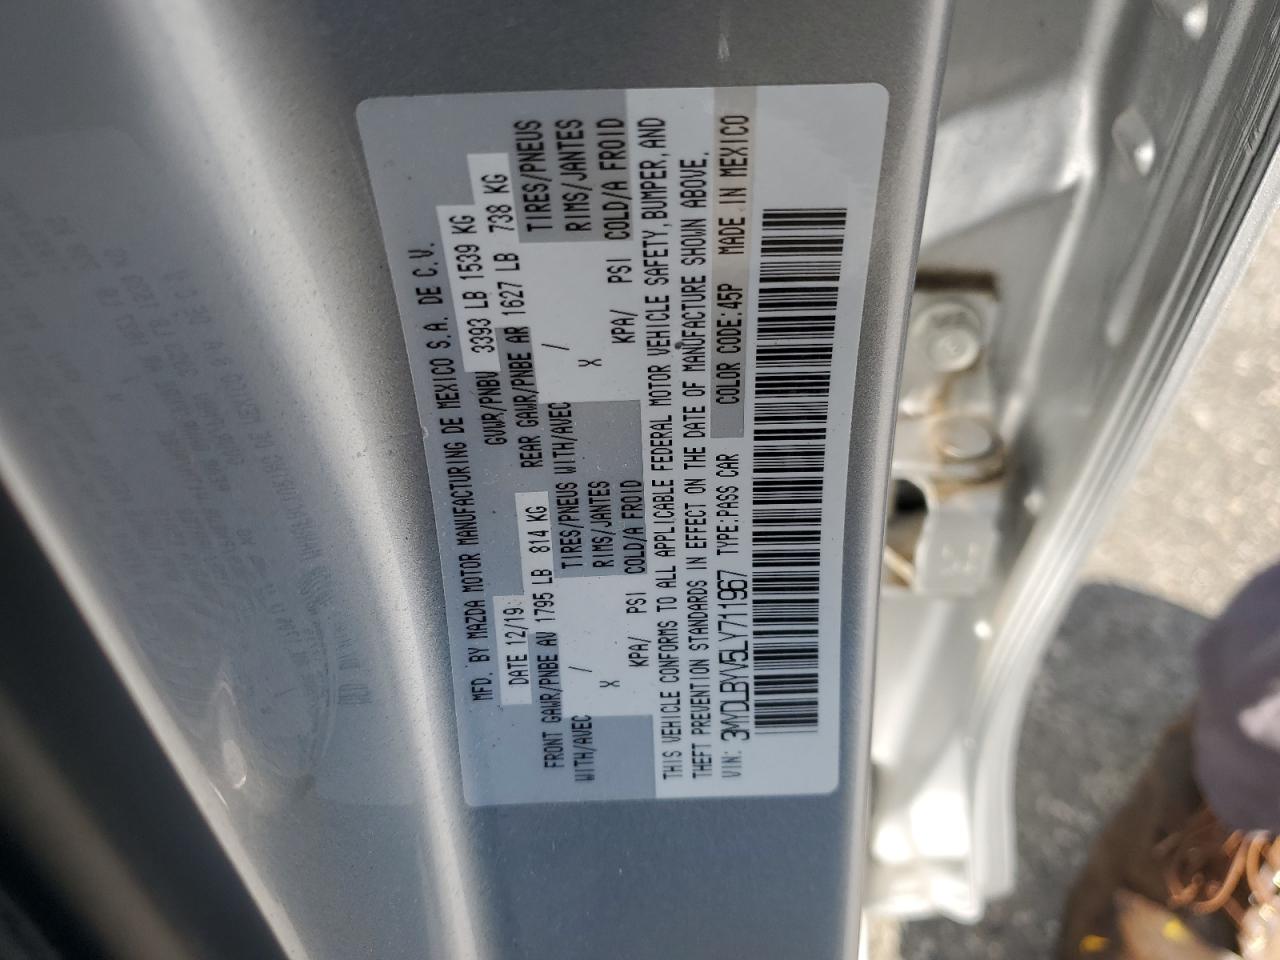 MFD. BY MAZDA MOTOR MANUFACTURING DE MEXICO S.A. DE C.V.
DATE 12/19 GVWR/PNBV 3393 LB 1539 KG
FRONT GAWR/PNBE AV 1795 LB 814 KG REAR GAWR/PNBE AR 1627 LB 738 KG
WITH/AVEC / TIRES/PNEUS WITH/AVEC / TIRES/PNEUS
X RIMS/JANTES X RIMS/JANTES
KPA/ PSI COLD/A FROID KPA/ PSI COLD/A FROID
THIS VEHICLE CONFORMS TO ALL APPLICABLE FEDERAL MOTOR VEHICLE SAFETY, BUMPER, AND
THEFT PREVENTION STANDARDS IN EFFECT ON THE DATE OF MANUFACTURE SHOWN ABOVE.
VIN: 3MYDLBYV5LY711967 TYPE:PASS CAR COLOR CODE:45P MADE IN MEXICO